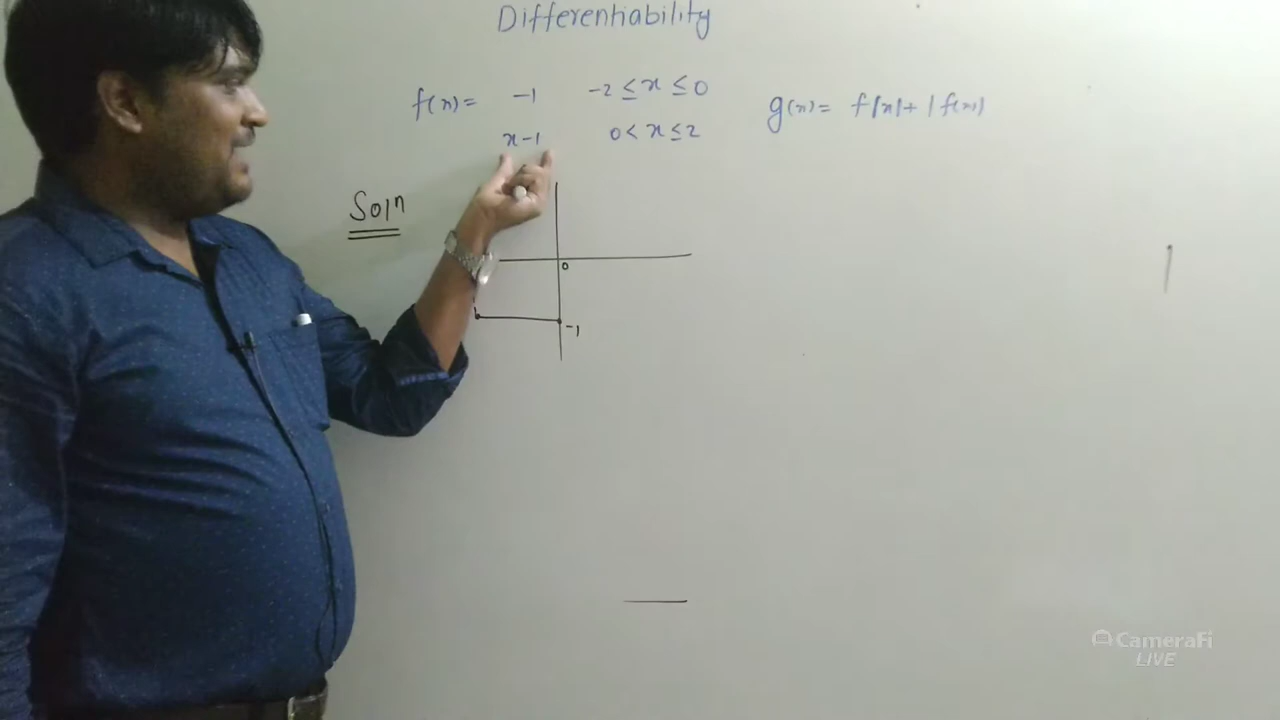 Differentiability
f(x) = -1 -2 ≤ x ≤ 0
x-1 0 < x ≤ 2
g(x) = f|x| + |f(x)|
Soln
0
-1
CameraFi
LIVE